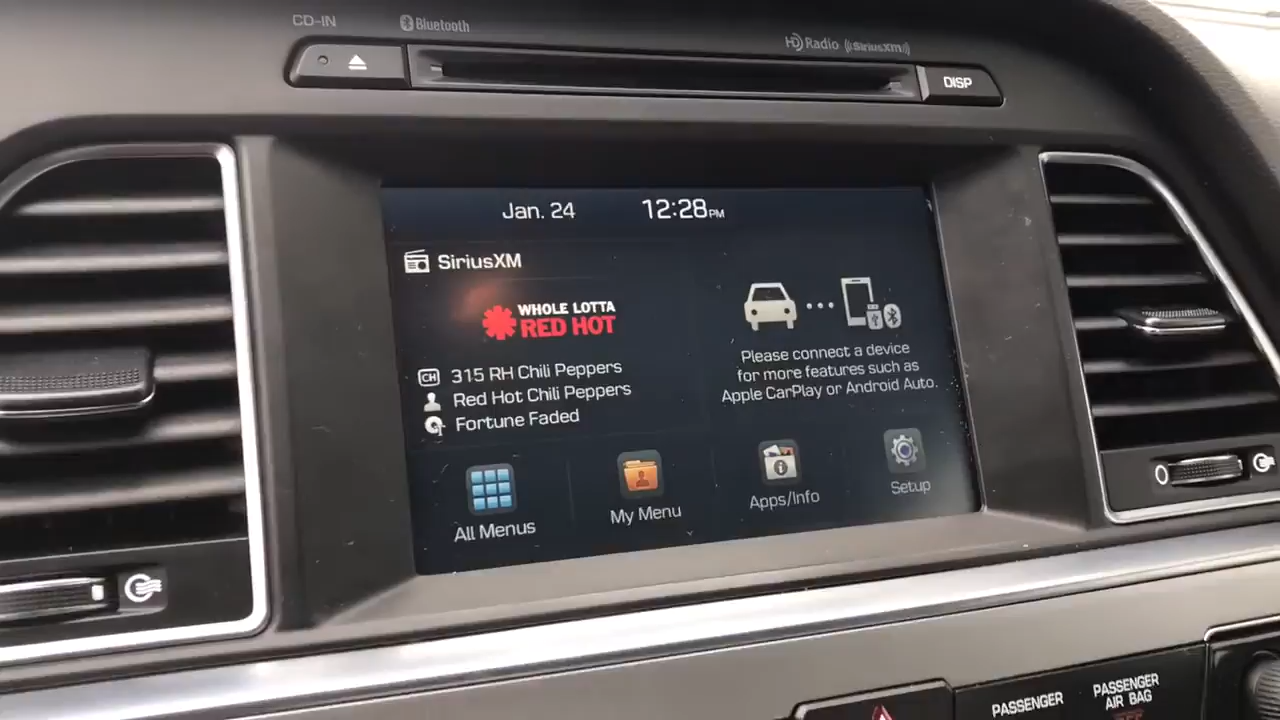 CD-IN
Bluetooth
HD Radio
((SiriusXM))
DISP
Jan. 24
12:28PM
SiriusXM
WHOLE LOTTA
RED HOT
CH
315 RH Chili Peppers
Red Hot Chili Peppers
Fortune Faded
Please connect a device
for more features such as
Apple CarPlay or Android Auto.
All Menus
My Menu
Apps/Info
Setup
PASSENGER
PASSENGER
AIR BAG